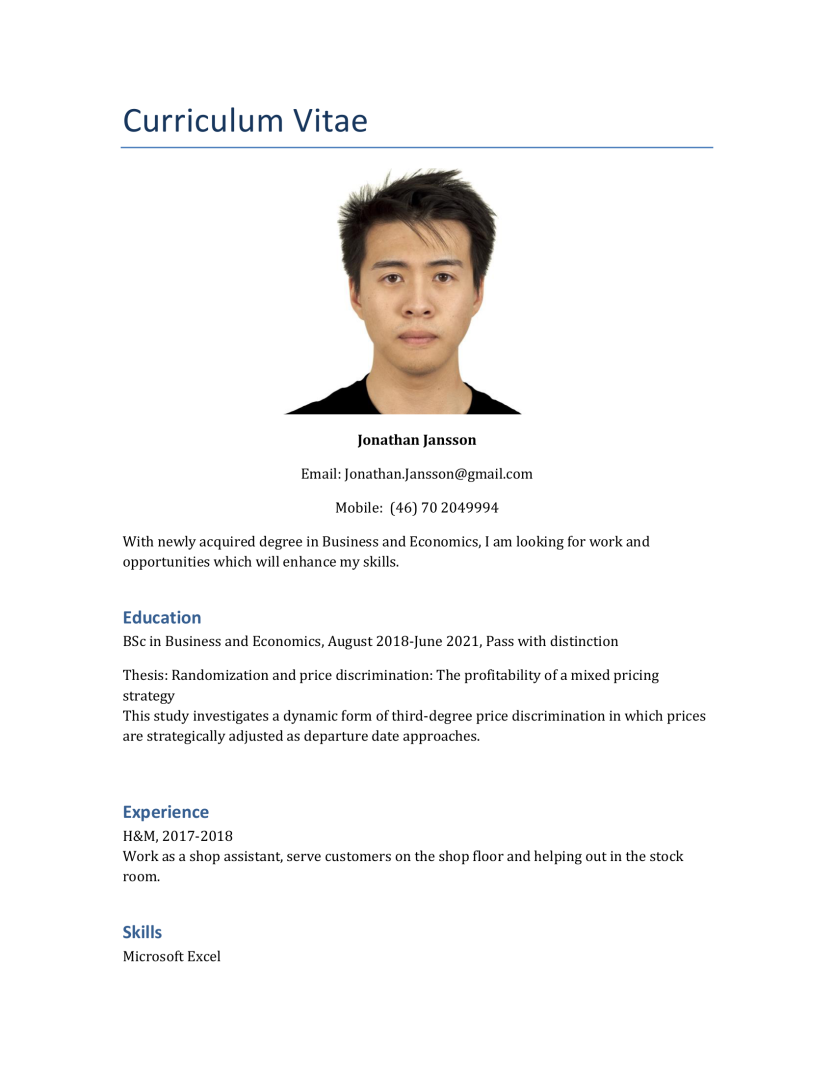 Curriculum Vitae
Jonathan Jansson
Email: Jonathan.Jansson@gmail.com
Mobile:  (46) 70 2049994
With newly acquired degree in Business and Economics, I am looking for work and
opportunities which will enhance my skills.
Education
BSc in Business and Economics, August 2018-June 2021, Pass with distinction
Thesis: Randomization and price discrimination: The profitability of a mixed pricing
strategy
This study investigates a dynamic form of third-degree price discrimination in which prices
are strategically adjusted as departure date approaches.
Experience
H&M, 2017-2018
Work as a shop assistant, serve customers on the shop floor and helping out in the stock
room.
Skills
Microsoft Excel